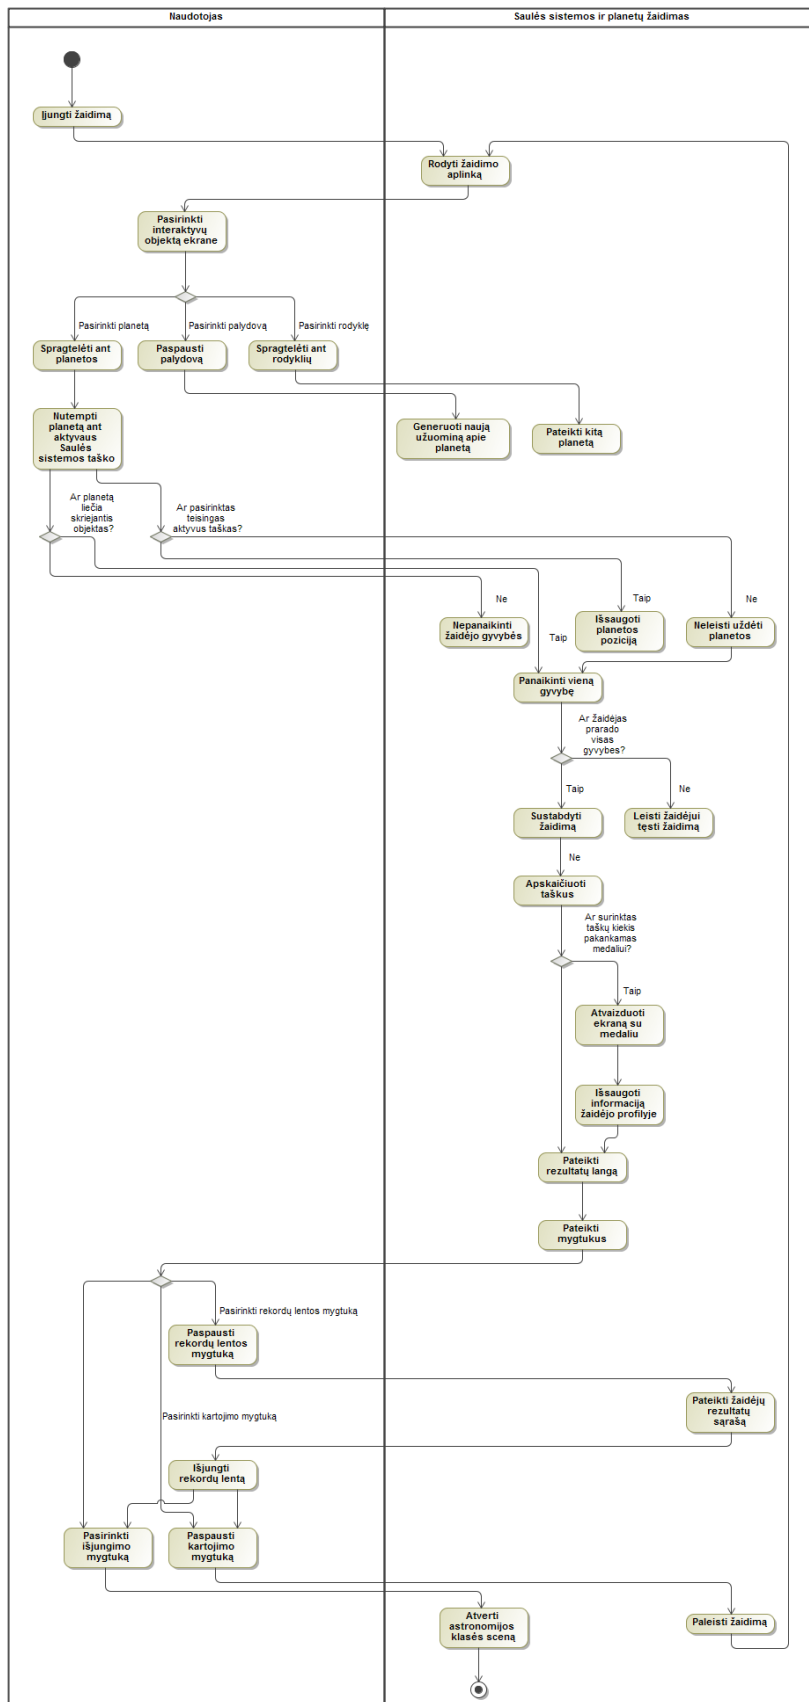 Naudotojas
Saulės sistemos ir planetų žaidimas
Įjungti žaidimą
Rodyti žaidimo
aplinką
Pasirinkti
interaktyvų
objektą ekrane
Pasirinkti planetą
Pasirinkti palydovą
Pasirinkti rodyklę
Spragtelėti ant
planetos
Paspausti
palydovą
Spragtelėti ant
rodyklių
Nutempti
planetą ant
aktyvaus
Saulės
sistemos taško
Generuoti naują
užuominą apie
planetą
Pateikti kitą
planetą
Ar planetą
liečia
skriejantis
objektas?
Ar pasirinktas
teisingas
aktyvus taškas?
Ne
Taip
Ne
Nepanaikinti
žaidėjo gyvybės
Taip
Išsaugoti
planetos
poziciją
Neleisti uždėti
planetos
Panaikinti vieną
gyvybę
Ar žaidėjas
prarado
visas
gyvybes?
Taip
Ne
Sustabdyti
žaidimą
Leisti žaidėjui
tęsti žaidimą
Ne
Apskaičiuoti
taškus
Ar surinktas
taškų kiekis
pakankamas
medaliui?
Taip
Atvaizduoti
ekraną su
medaliu
Išsaugoti
informaciją
žaidėjo profilyje
Pateikti
rezultatų langą
Pateikti
mygtukus
Pasirinkti rekordų lentos mygtuką
Paspausti
rekordų lentos
mygtuką
Pateikti žaidėjų
rezultatų
sąrašą
Pasirinkti kartojimo mygtuką
Išjungti
rekordų lentą
Pasirinkti
išjungimo
mygtuką
Paspausti
kartojimo
mygtuką
Atverti
astronomijos
klasės sceną
Paleisti žaidimą